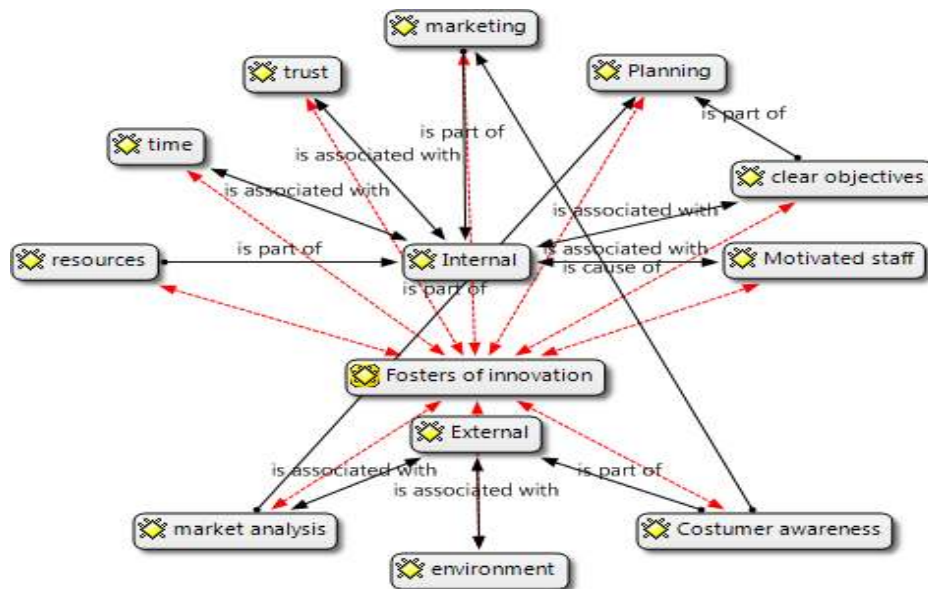 marketing
trust
Planning
is part of
time
is part of
is associated with
clear objectives
is associated with
is associated with
is part of
Internal
is associated with
resources
Motivated staff
is cause of
is part of
Fosters of innovation
External
is associated with
is part of
is associated with
market analysis
Costumer awareness
environment